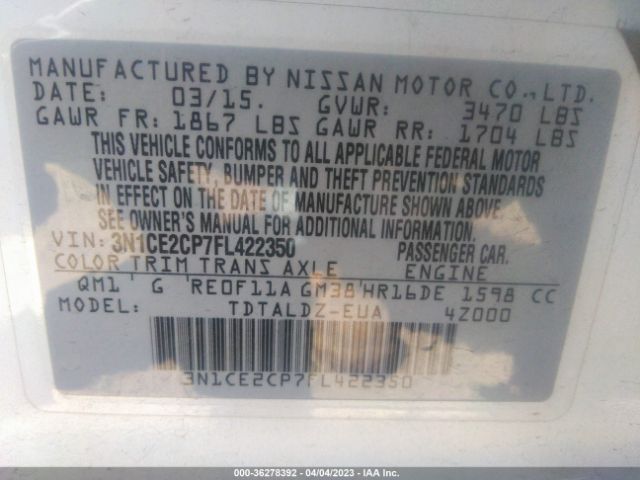 MANUFACTURED BY NISSAN MOTOR CO., LTD.
DATE: 03/15. GVWR: 3470 LBS
GAWR FR: 1867 LBS GAWR RR: 1704 LBS
THIS VEHICLE CONFORMS TO ALL APPLICABLE FEDERAL MOTOR
VEHICLE SAFETY, BUMPER AND THEFT PREVENTION STANDARDS
IN EFFECT ON THE DATE OF MANUFACTURE SHOWN ABOVE.
SEE OWNER'S MANUAL FOR ADDITIONAL INFORMATION.
VIN: 3N1CE2CP7FL422350 PASSENGER CAR.
COLOR TRIM TRANS AXLE ENGINE
QM1 G RE0F11A GM38 HR16DE 1598 CC
MODEL: TDTALDZ-EUA 4Z000
3N1CE2CP7FL422350
000-36278392 - 04/04/2023 - IAA Inc.